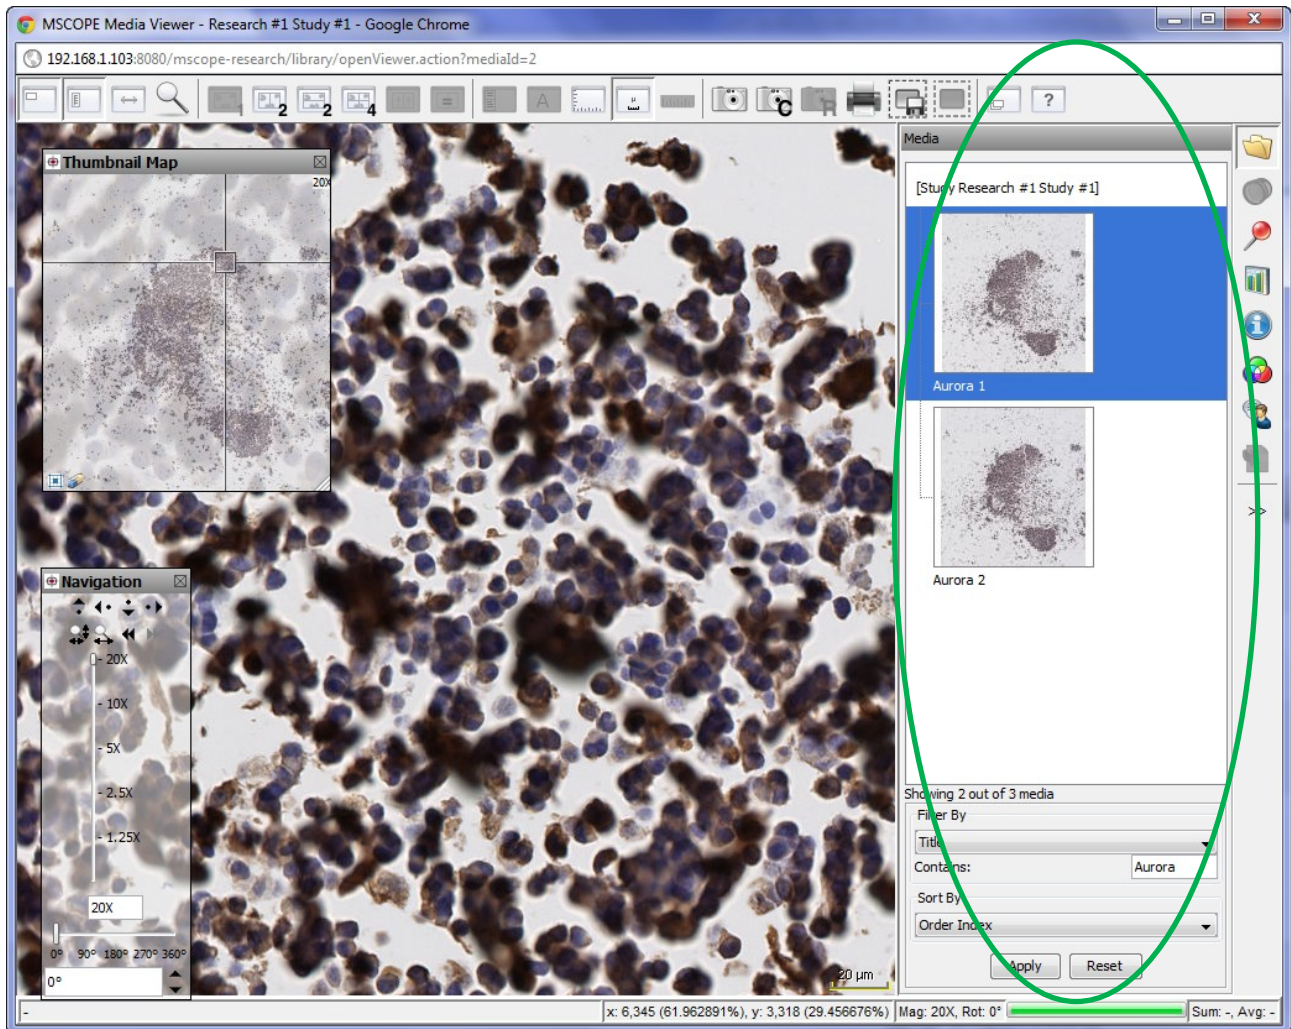 MSCOPE Media Viewer - Research #1 Study #1 - Google Chrome
192.168.1.103:8080/mscope-research/library/openViewer.action?mediaId=2
1 2 2 4 = A µ C R ?
Media
Thumbnail Map
20X
[Study Research #1 Study #1]
Aurora 1
Aurora 2
>>
Navigation
20X
10X
5X
2.5X
1.25X
20X
0° 90° 180° 270° 360°
0°
20 µm
Showing 2 out of 3 media
Filter By
Title
Contains: Aurora
Sort By
Order Index
Apply Reset
- x: 6,345 (61.962891%), y: 3,318 (29.456676%) Mag: 20X, Rot: 0° Sum: -, Avg: -